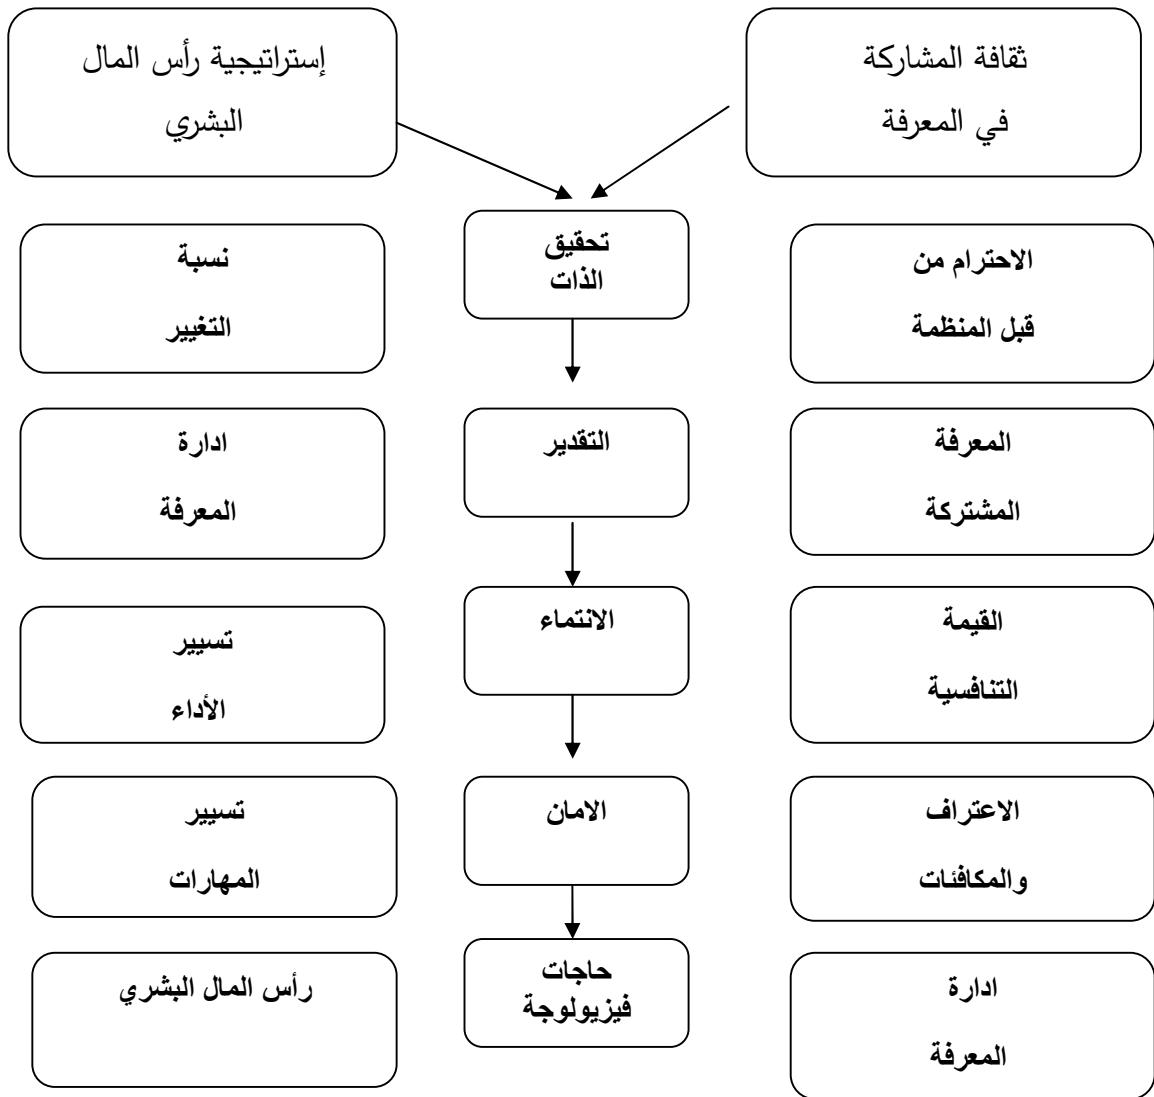 ثقافة المشاركة
في المعرفة
إستراتيجية رأس المال
البشري
الاحترام من
قبل المنظمة
تحقيق
الذات
نسبة
التغيير
المعرفة
المشتركة
التقدير
ادارة
المعرفة
القيمة
التنافسية
الانتماء
تسيير
الأداء
الاعتراف
والمكافئات
الامان
تسيير
المهارات
ادارة
المعرفة
حاجات
فيزيولوجة
رأس المال البشري